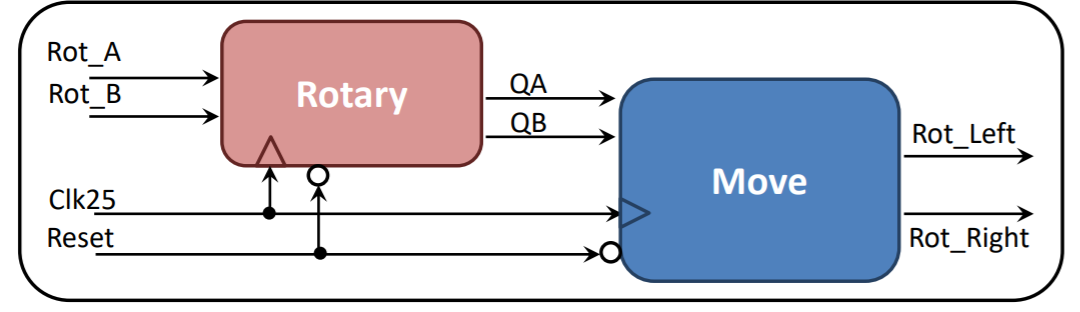 Rot_A
Rot_B
Rotary
QA
QB
Move
Rot_Left
Rot_Right
Clk25
Reset